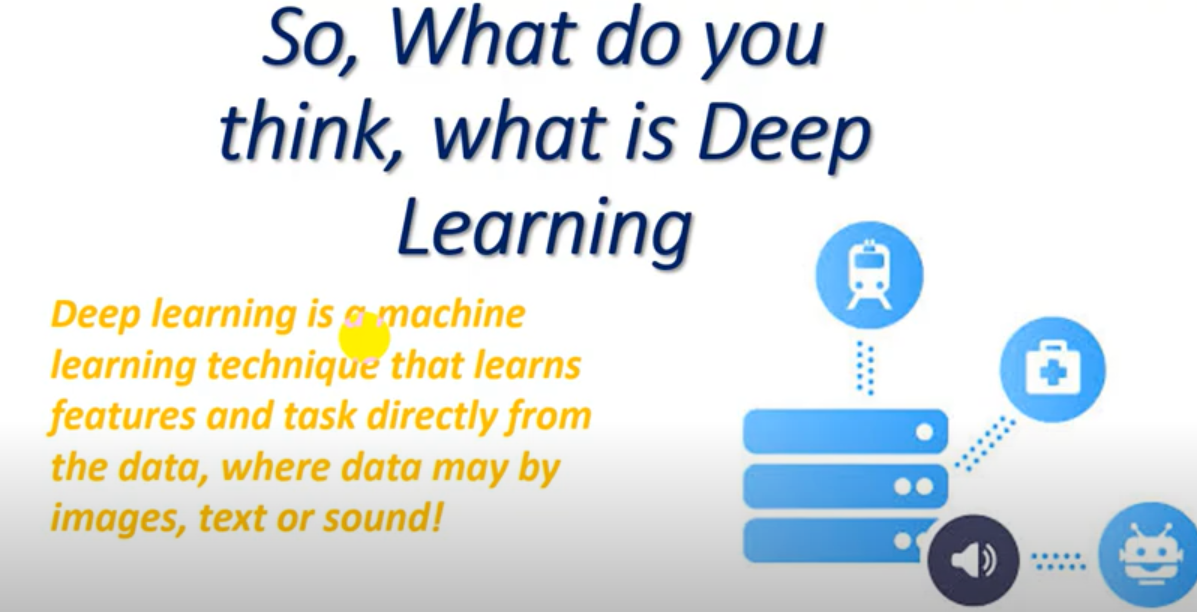 So, What do you
think, what is Deep
Learning
Deep learning is a machine
learning technique that learns
features and task directly from
the data, where data may by
images, text or sound!